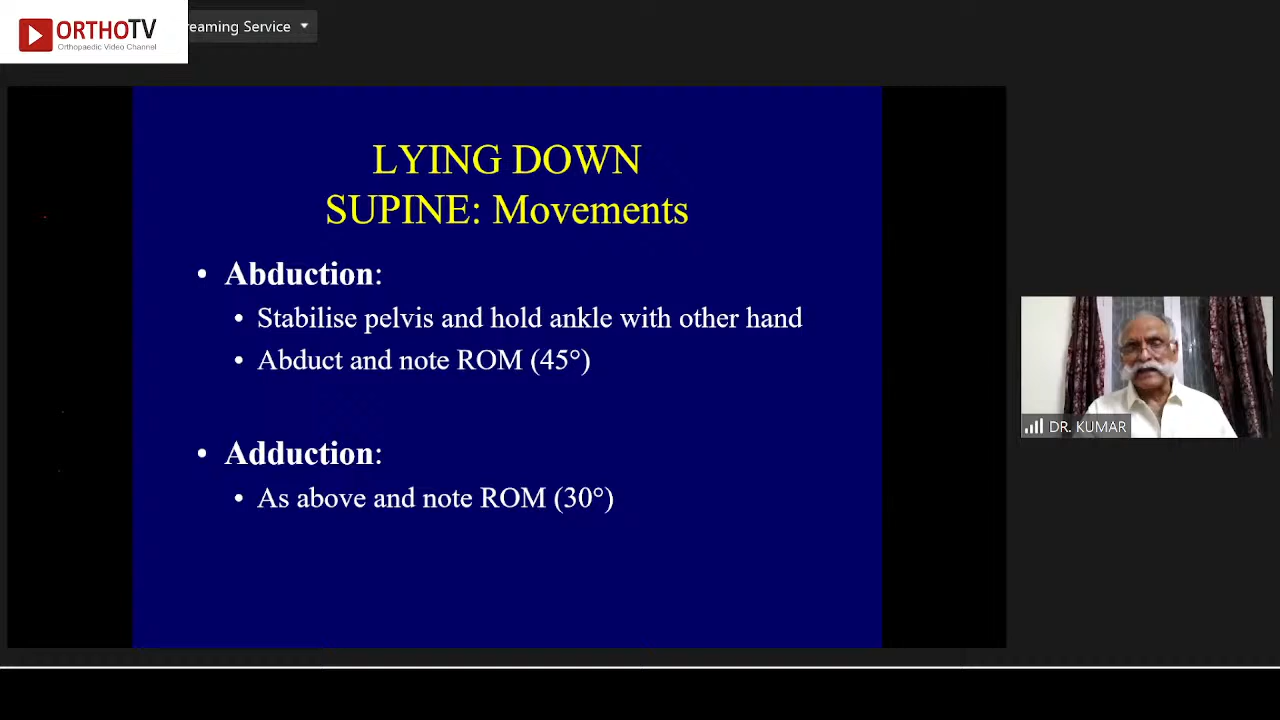 ORTHOTV
Orthopaedic Video Channel
reaming Service
LYING DOWN
SUPINE: Movements
• Abduction:
• Stabilise pelvis and hold ankle with other hand
• Abduct and note ROM (45°)
• Adduction:
• As above and note ROM (30°)
DR. KUMAR